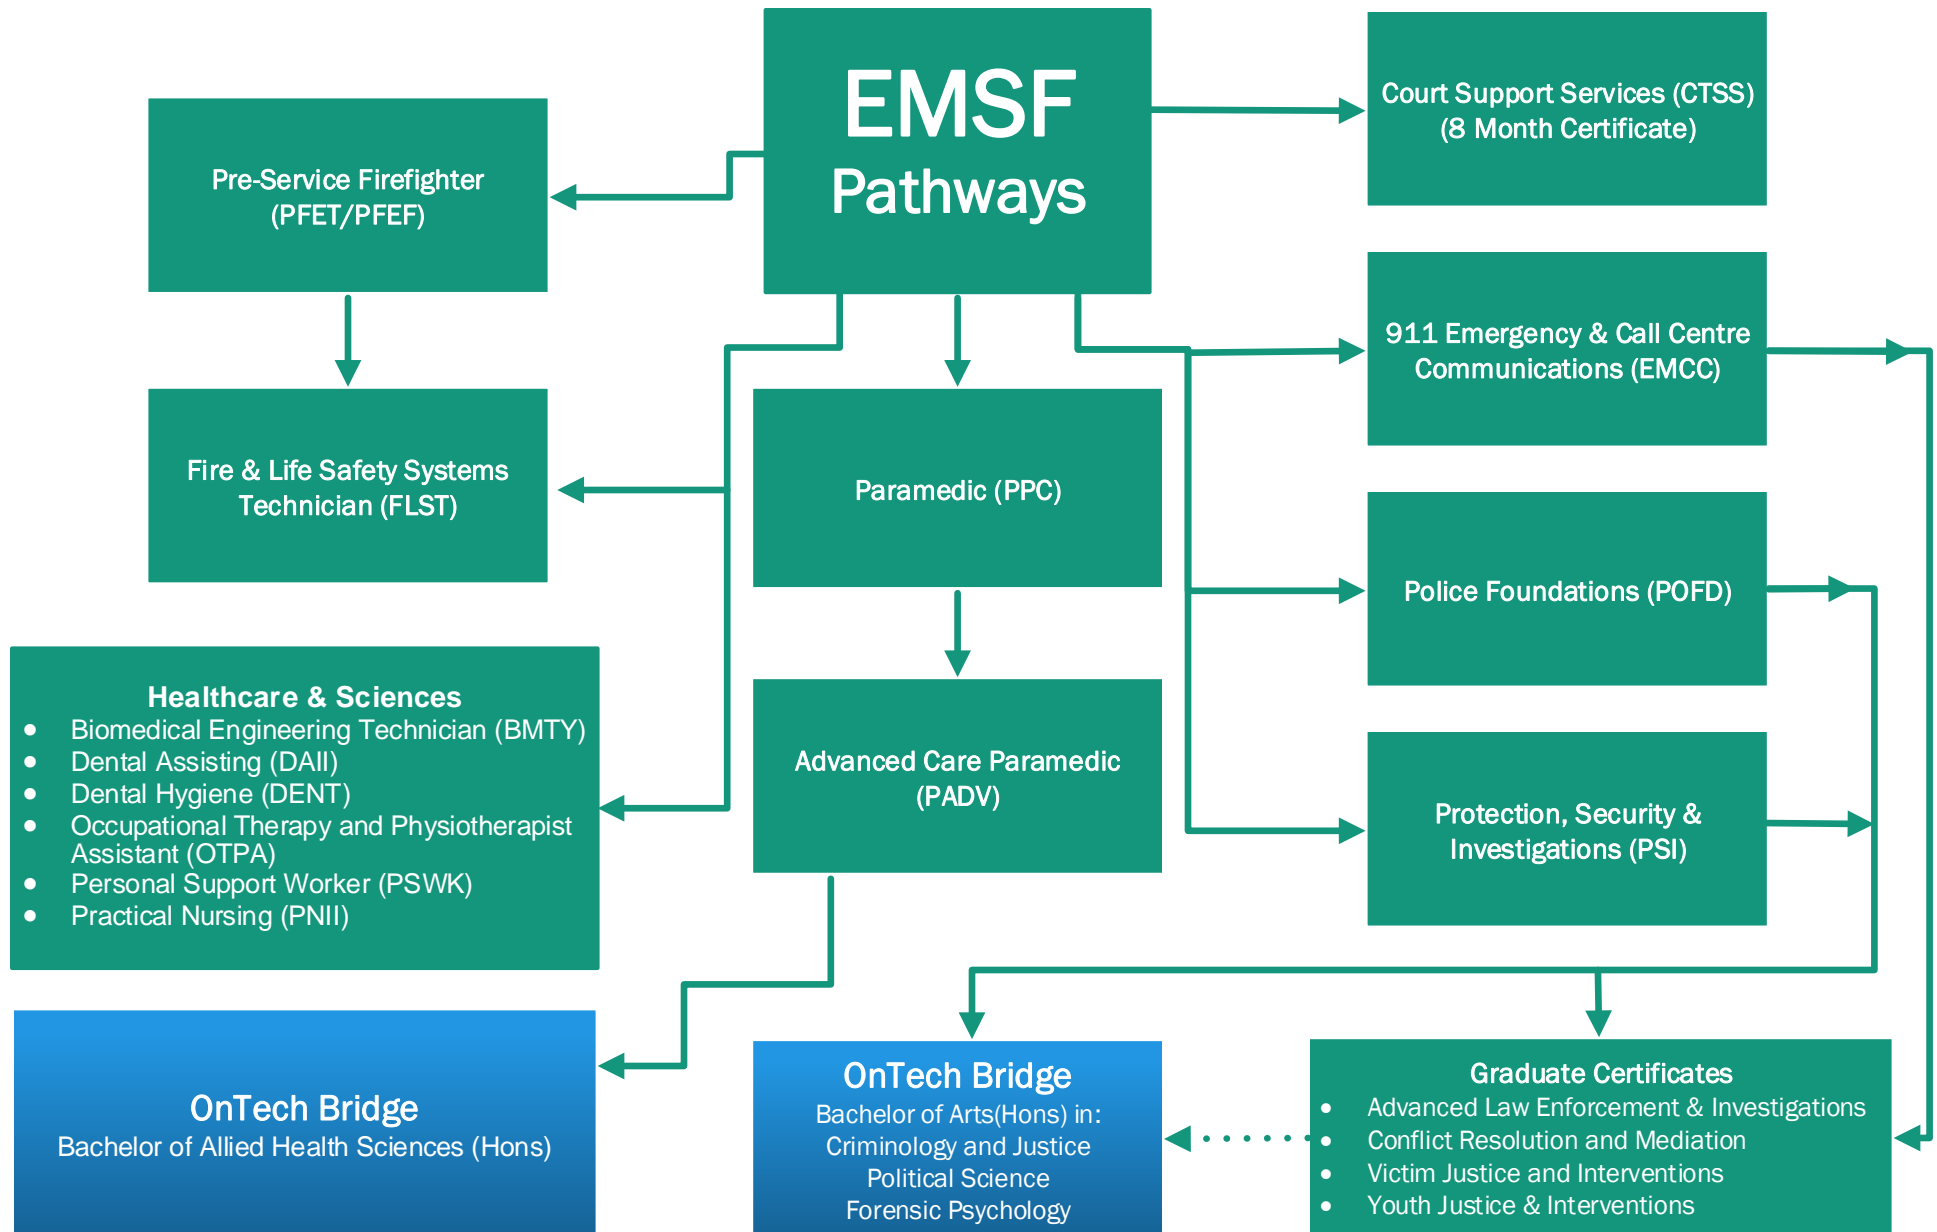 EMSF
Pathways
Court Support Services (CTSS)
(8 Month Certificate)
Pre-Service Firefighter
(PFET/PFEF)
911 Emergency & Call Centre
Communications (EMCC)
Fire & Life Safety Systems
Technician (FLST)
Paramedic (PPC)
Police Foundations (POFD)
Healthcare & Sciences
● Biomedical Engineering Technician (BMTY)
● Dental Assisting (DAII)
● Dental Hygiene (DENT)
● Occupational Therapy and Physiotherapist
Assistant (OTPA)
● Personal Support Worker (PSWK)
● Practical Nursing (PNII)
Advanced Care Paramedic
(PADV)
Protection, Security &
Investigations (PSI)
OnTech Bridge
Bachelor of Allied Health Sciences (Hons)
OnTech Bridge
Bachelor of Arts(Hons) in:
Criminology and Justice
Political Science
Forensic Psychology
Graduate Certificates
● Advanced Law Enforcement & Investigations
● Conflict Resolution and Mediation
● Victim Justice and Interventions
● Youth Justice & Interventions